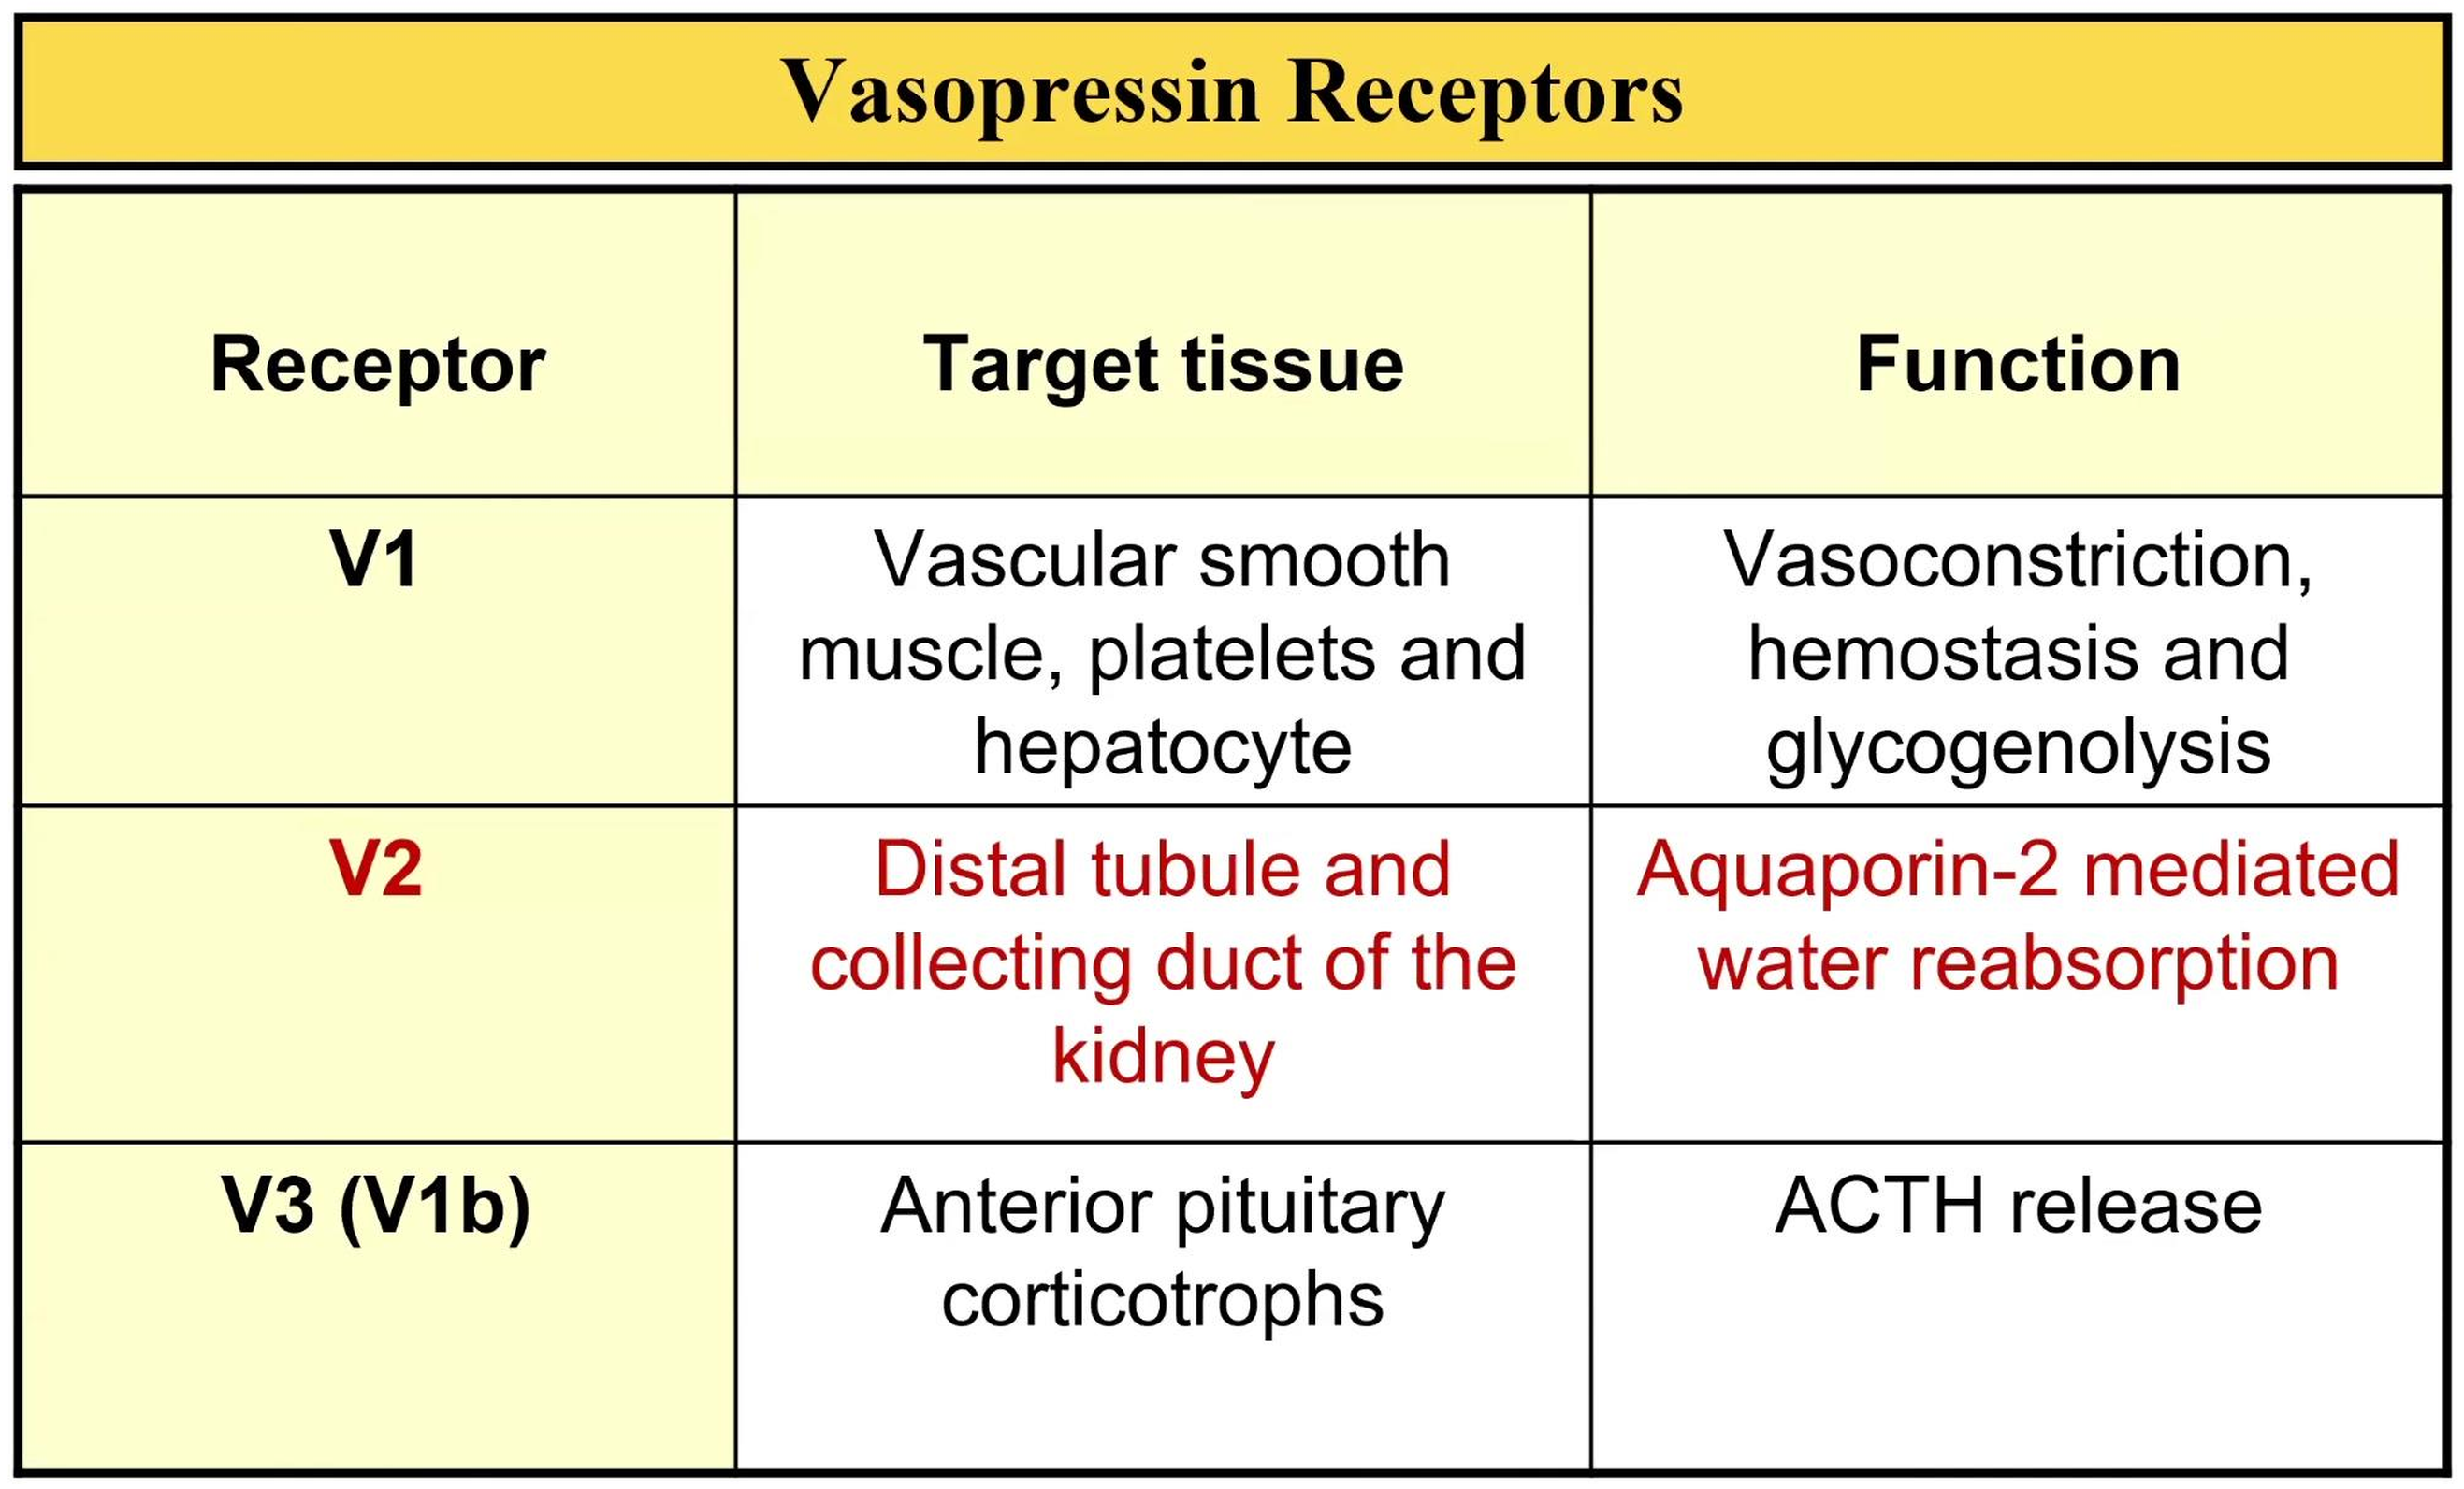 Vasopressin Receptors
Receptor
Target tissue
Function
V1
Vascular smooth
muscle, platelets and
hepatocyte
Vasoconstriction,
hemostasis and
glycogenolysis
V2
Distal tubule and
collecting duct of the
kidney
Aquaporin-2 mediated
water reabsorption
V3 (V1b)
Anterior pituitary
corticotrophs
ACTH release